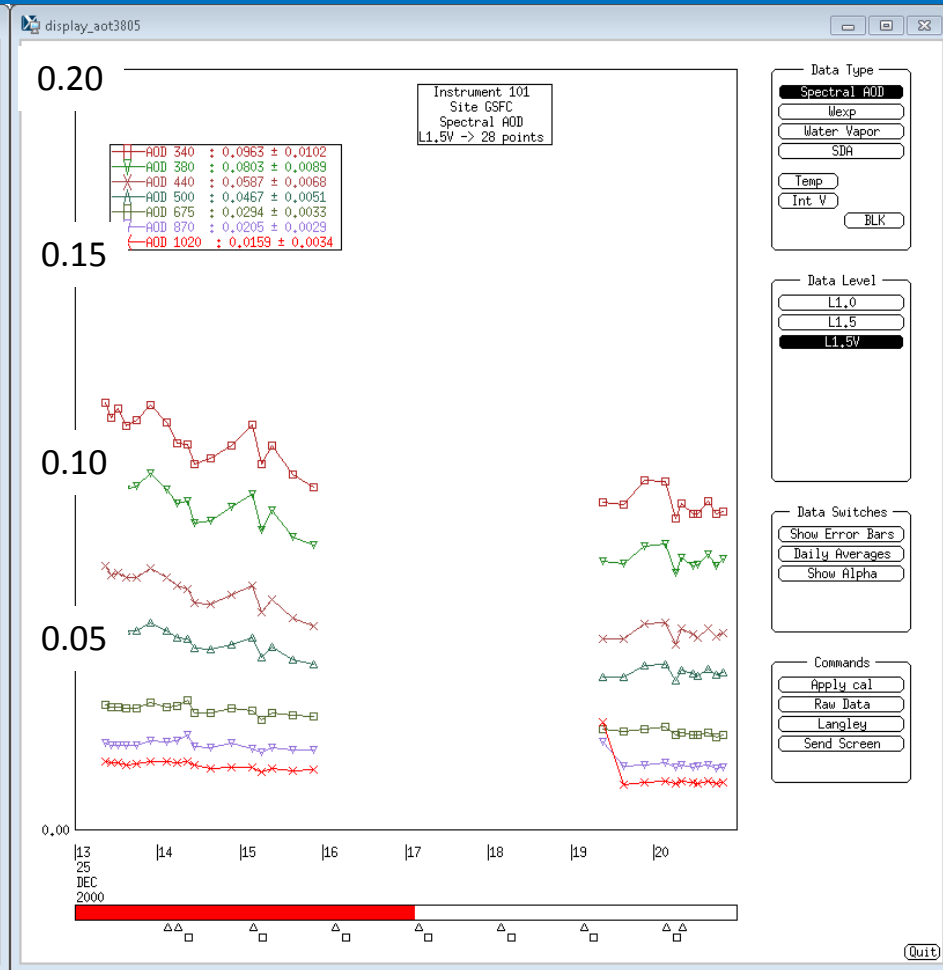 display_aot3805
0.20
Instrument 101
Site GSFC
Spectral AOD
L1.5V -> 28 points
AOD 340 : 0.0963 ± 0.0102
AOD 380 : 0.0803 ± 0.0089
AOD 440 : 0.0587 ± 0.0068
AOD 500 : 0.0467 ± 0.0051
AOD 675 : 0.0294 ± 0.0033
AOD 870 : 0.0205 ± 0.0029
AOD 1020 : 0.0159 ± 0.0034
0.15
0.10
0.05
0.00
13 14 15 16 17 18 19 20
25
DEC
2000
Data Type
Spectral AOD
Wexp
Water Vapor
SDA
Temp
Int V
BLK
Data Level
L1.0
L1.5
L1.5V
Data Switches
Show Error Bars
Daily Averages
Show Alpha
Commands
Apply cal
Raw Data
Langley
Send Screen
Quit